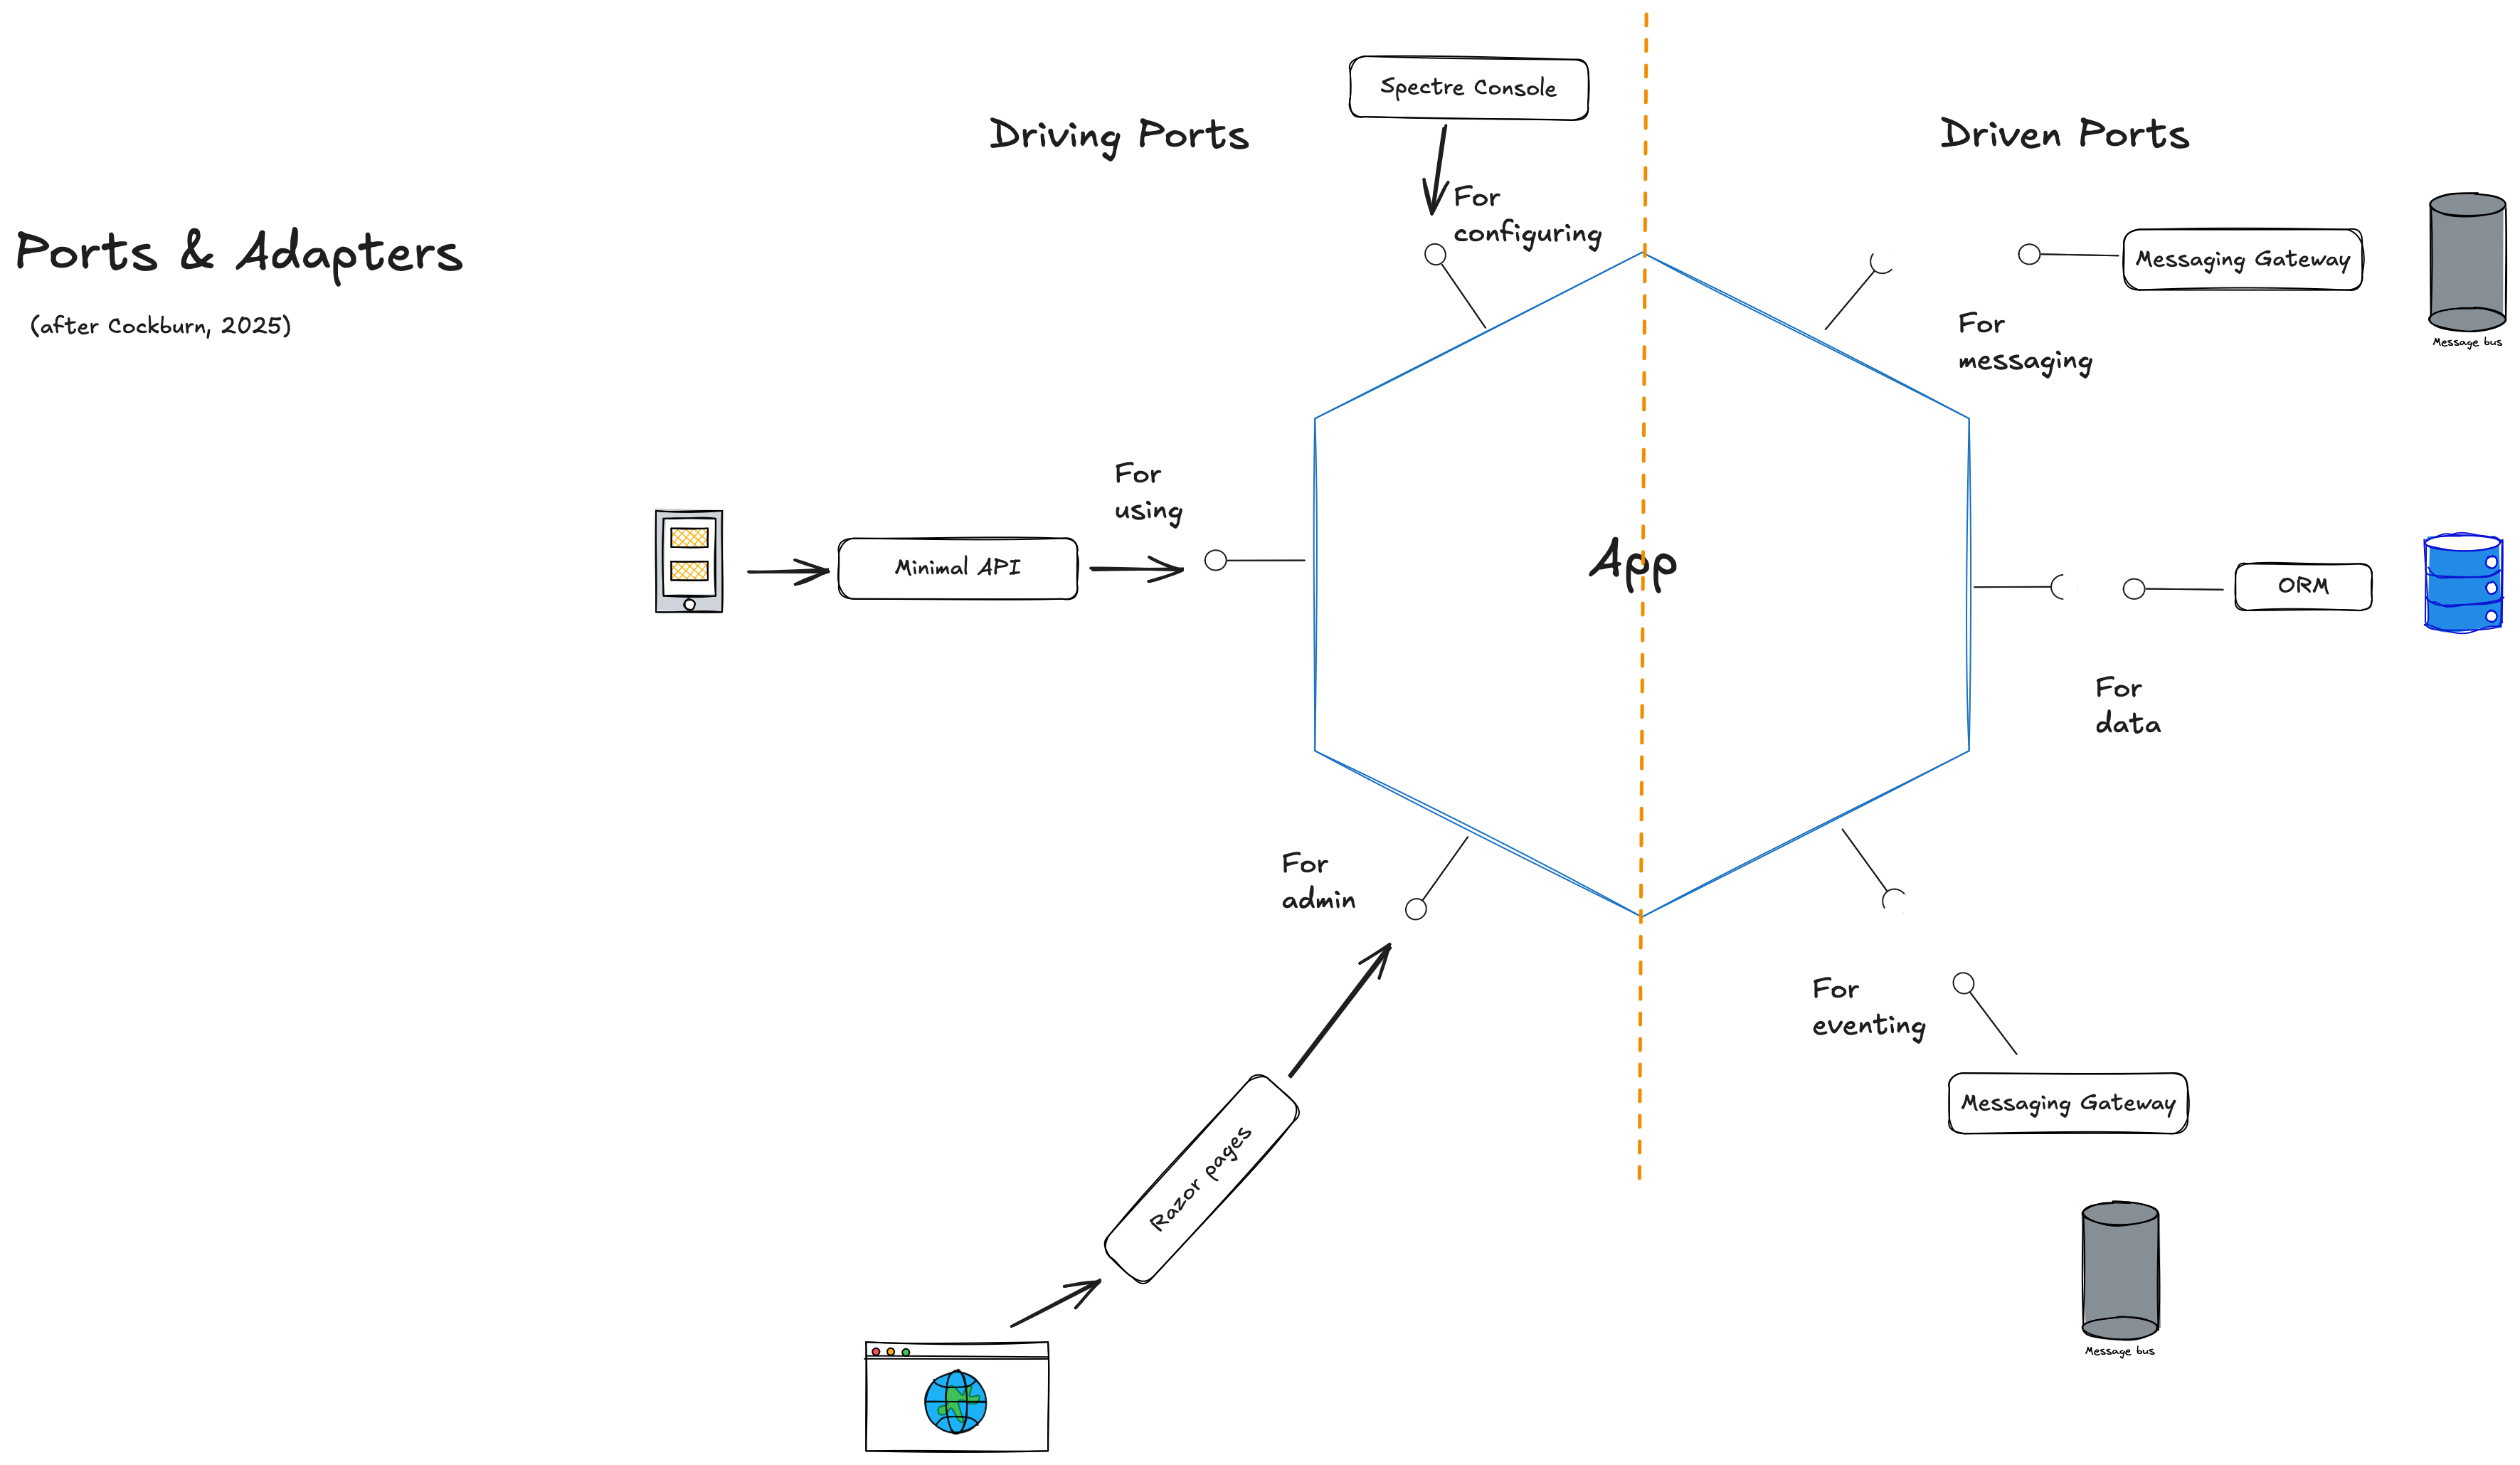 Spectre Console
Driving Ports
Driven Ports
For
configuring
Ports & Adapters
(after Cockburn, 2025)
Messaging Gateway
For
messaging
Message bus
For
using
Minimal API
App
ORM
For
data
For
admin
For
eventing
Messaging Gateway
Razor pages
Message bus